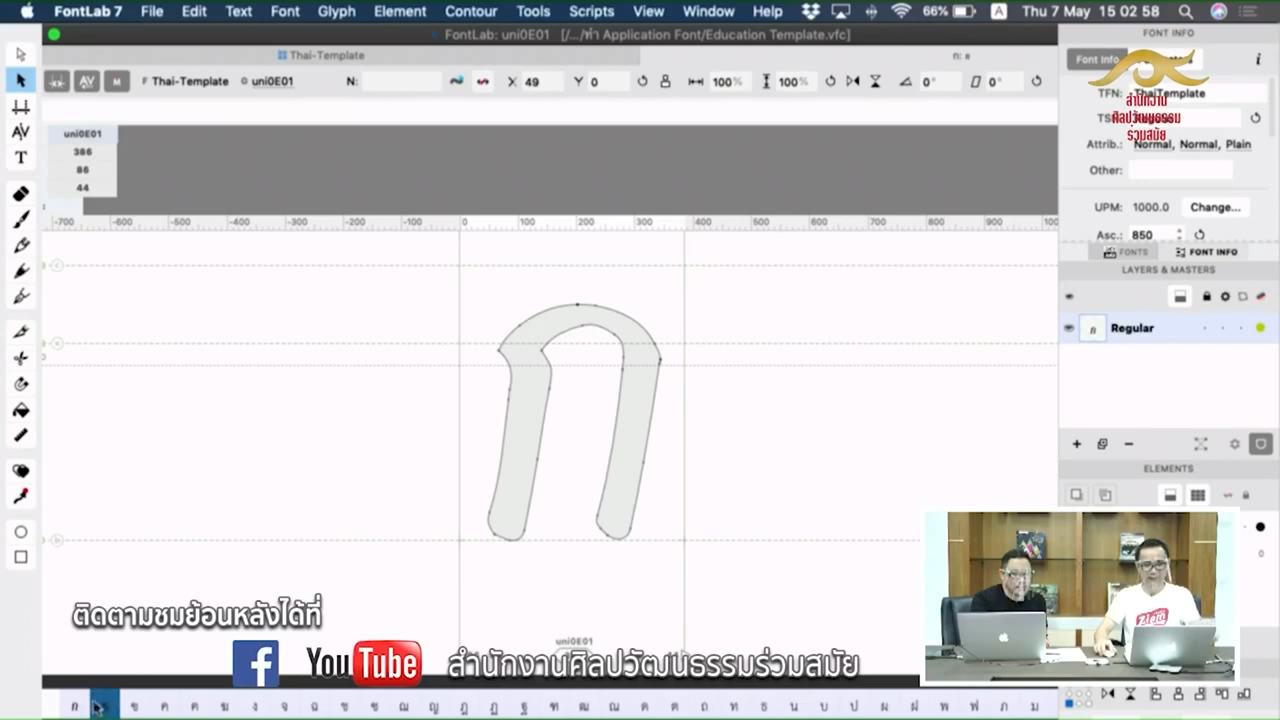 FontLab 7 File Edit Text Font Glyph Element Contour Tools Scripts View Window Help 66% A Thu 7 May 15 02 58
FontLab: uni0E01 [/.../ทำ Application Font/Education Template.vfc]
FONT INFO
Thai-Template
Font Info
F Thai-Template uni0E01 N: X 49 Y 0 100% 100% 0° 0°
TFN: ThaiTemplate
สำนักงาน
ศิลปวัฒนธรรม
ร่วมสมัย
Attrib.: Normal, Normal, Plain
Other:
uni0E01
386
86
44
UPM: 1000.0 Change...
Asc.: 850
-700 -600 -500 -400 -300 -200 -100 0 100 200 300 400 500 600 700 800 900
FONTS FONT INFO
LAYERS & MASTERS
Regular
ELEMENTS
Ziem
ติดตามชมย้อนหลังได้ที่
uni0E01
f YouTube สำนักงานศิลปวัฒนธรรมร่วมสมัย
ก ข ค ฅ ฆ ง จ ฉ ช ซ ฌ ญ ฎ ฏ ฐ ฑ ฒ ณ ด ต ถ ท ธ น บ ป ผ ฝ พ ฟ ภ ม